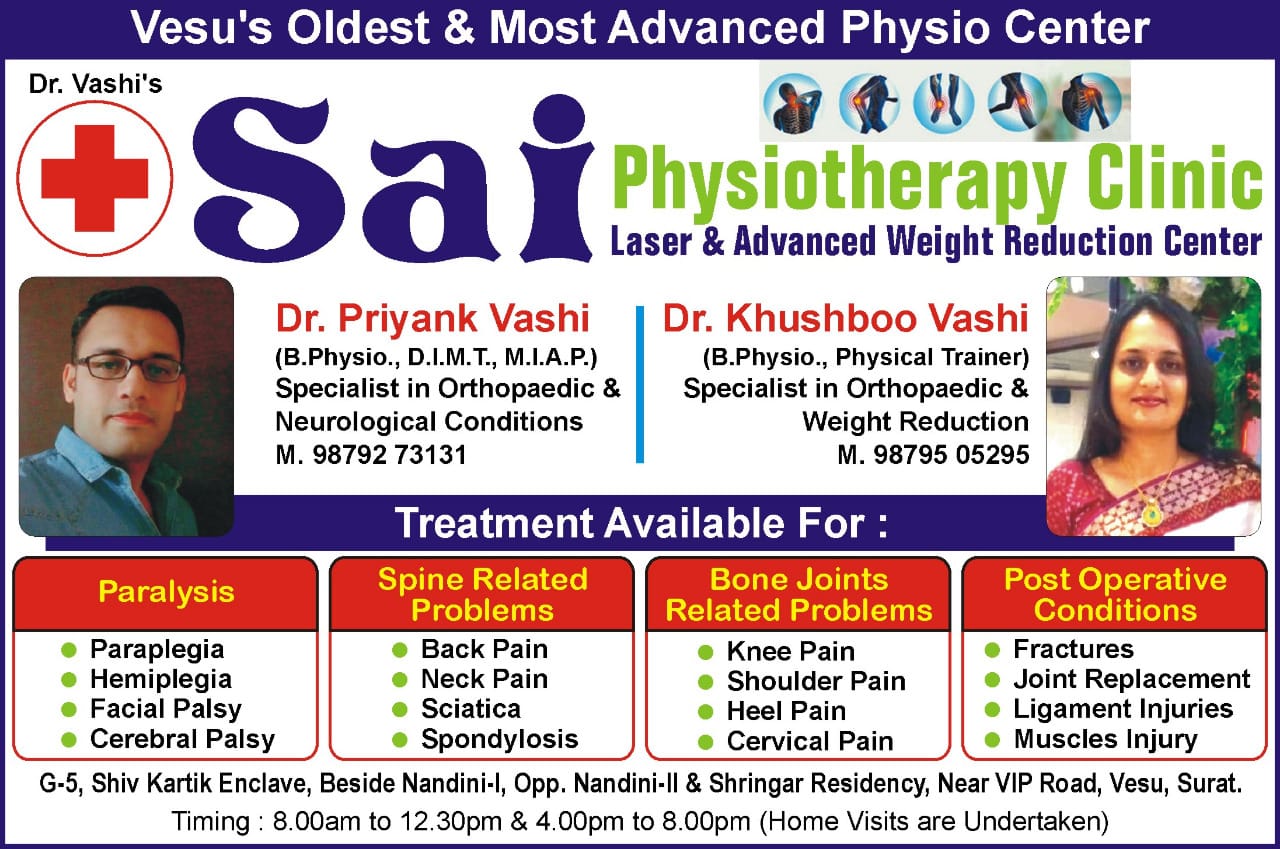 Vesu's Oldest & Most Advanced Physio Center
Dr. Vashi's
Sai
Physiotherapy Clinic
Laser & Advanced Weight Reduction Center
Dr. Priyank Vashi
(B.Physio., D.I.M.T., M.I.A.P.)
Specialist in Orthopaedic &
Neurological Conditions
M. 98792 73131
Dr. Khushboo Vashi
(B.Physio., Physical Trainer)
Specialist in Orthopaedic &
Weight Reduction
M. 98795 05295
Treatment Available For :
Paralysis
Paraplegia
Hemiplegia
Facial Palsy
Cerebral Palsy
Spine Related
Problems
Back Pain
Neck Pain
Sciatica
Spondylosis
Bone Joints
Related Problems
Knee Pain
Shoulder Pain
Heel Pain
Cervical Pain
Post Operative
Conditions
Fractures
Joint Replacement
Ligament Injuries
Muscles Injury
G-5, Shiv Kartik Enclave, Beside Nandini-I, Opp. Nandini-II & Shringar Residency, Near VIP Road, Vesu, Surat.
Timing : 8.00am to 12.30pm & 4.00pm to 8.00pm (Home Visits are Undertaken)